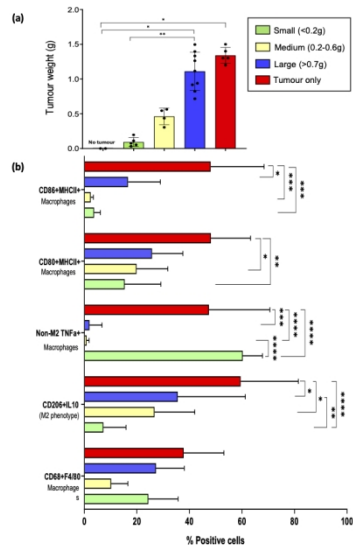 (a)
Tumour weight (g)
2.0
1.5
1.0
0.5
0.0
No tumour
*
*
**
Small (<0.2g)
Medium (0.2-0.6g)
Large (>0.7g)
Tumour only
(b)
CD86+MHCII+
Macrophages
CD80+MHCII+
Macrophages
Non-M2 TNFa+
Macrophages
CD206+IL10
(M2 phenotype)
CD68+F4/80
Macrophage
s
0
20
40
60
80
100
% Positive cells